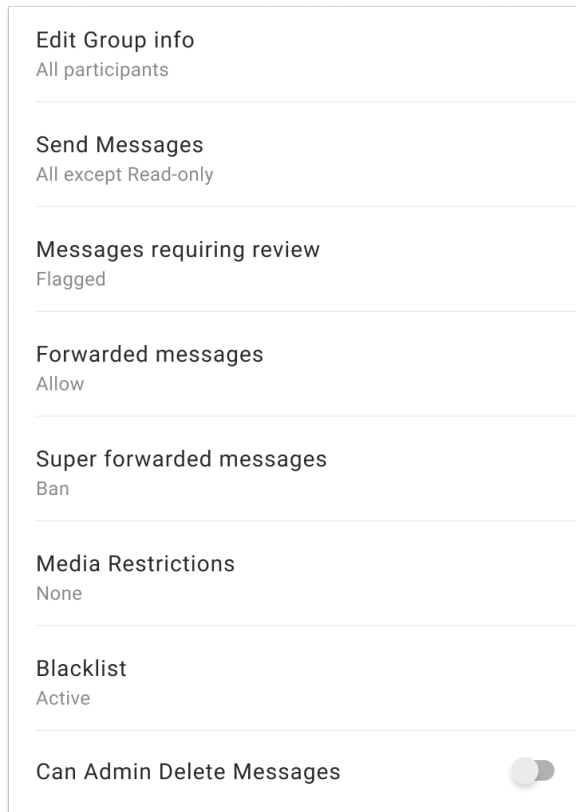 Edit Group info
All participants
Send Messages
All except Read-only
Messages requiring review
Flagged
Forwarded messages
Allow
Super forwarded messages
Ban
Media Restrictions
None
Blacklist
Active
Can Admin Delete Messages